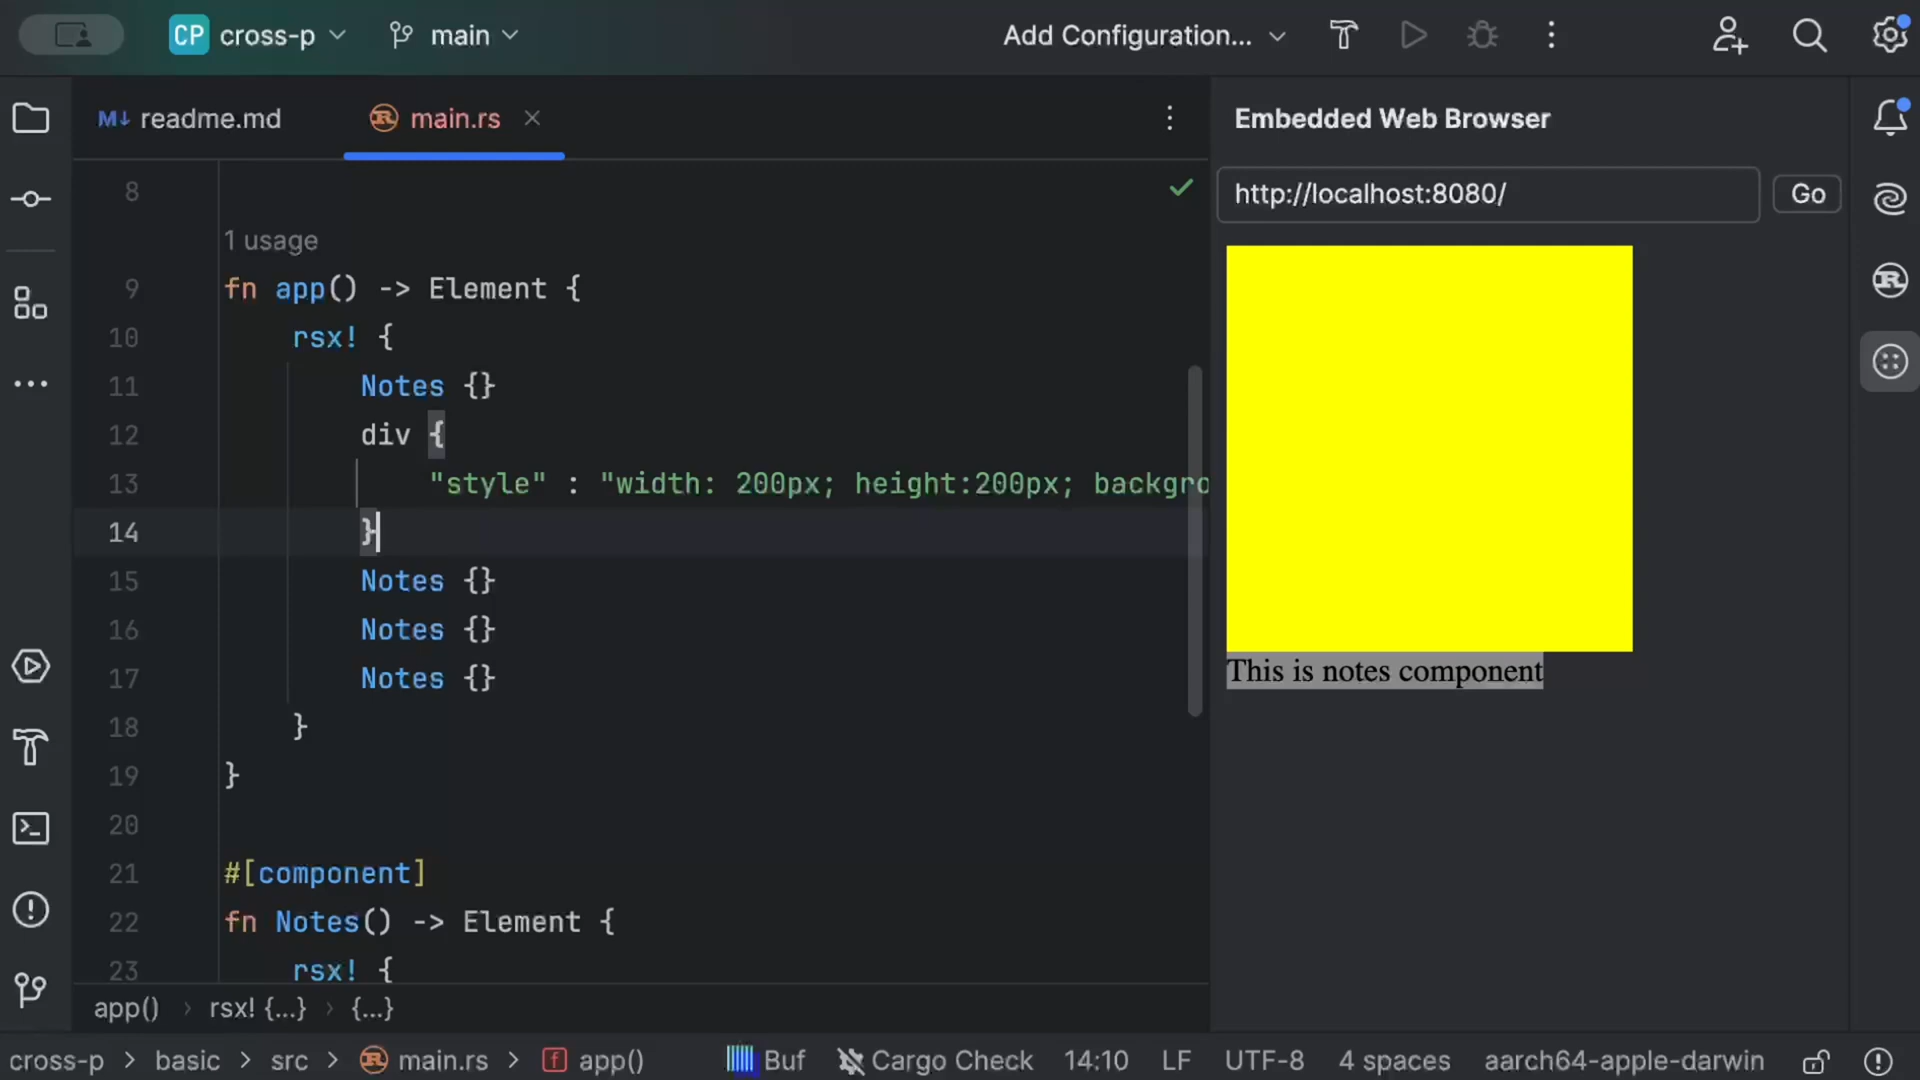 CP cross-p main Add Configuration...
M↓ readme.md main.rs
Embedded Web Browser
http://localhost:8080/ Go
8
1 usage
9 fn app() -> Element {
10 rsx! {
11 Notes {}
12 div {
13 "style" : "width: 200px; height:200px; backgro
14 }
15 Notes {}
16 Notes {}
17 Notes {}
18 }
19 }
20
21 #[component]
22 fn Notes() -> Element {
23 rsx! {
This is notes component
app() › rsx! {...} › {...}
cross-p > basic > src > main.rs > f app() Buf Cargo Check 14:10 LF UTF-8 4 spaces aarch64-apple-darwin